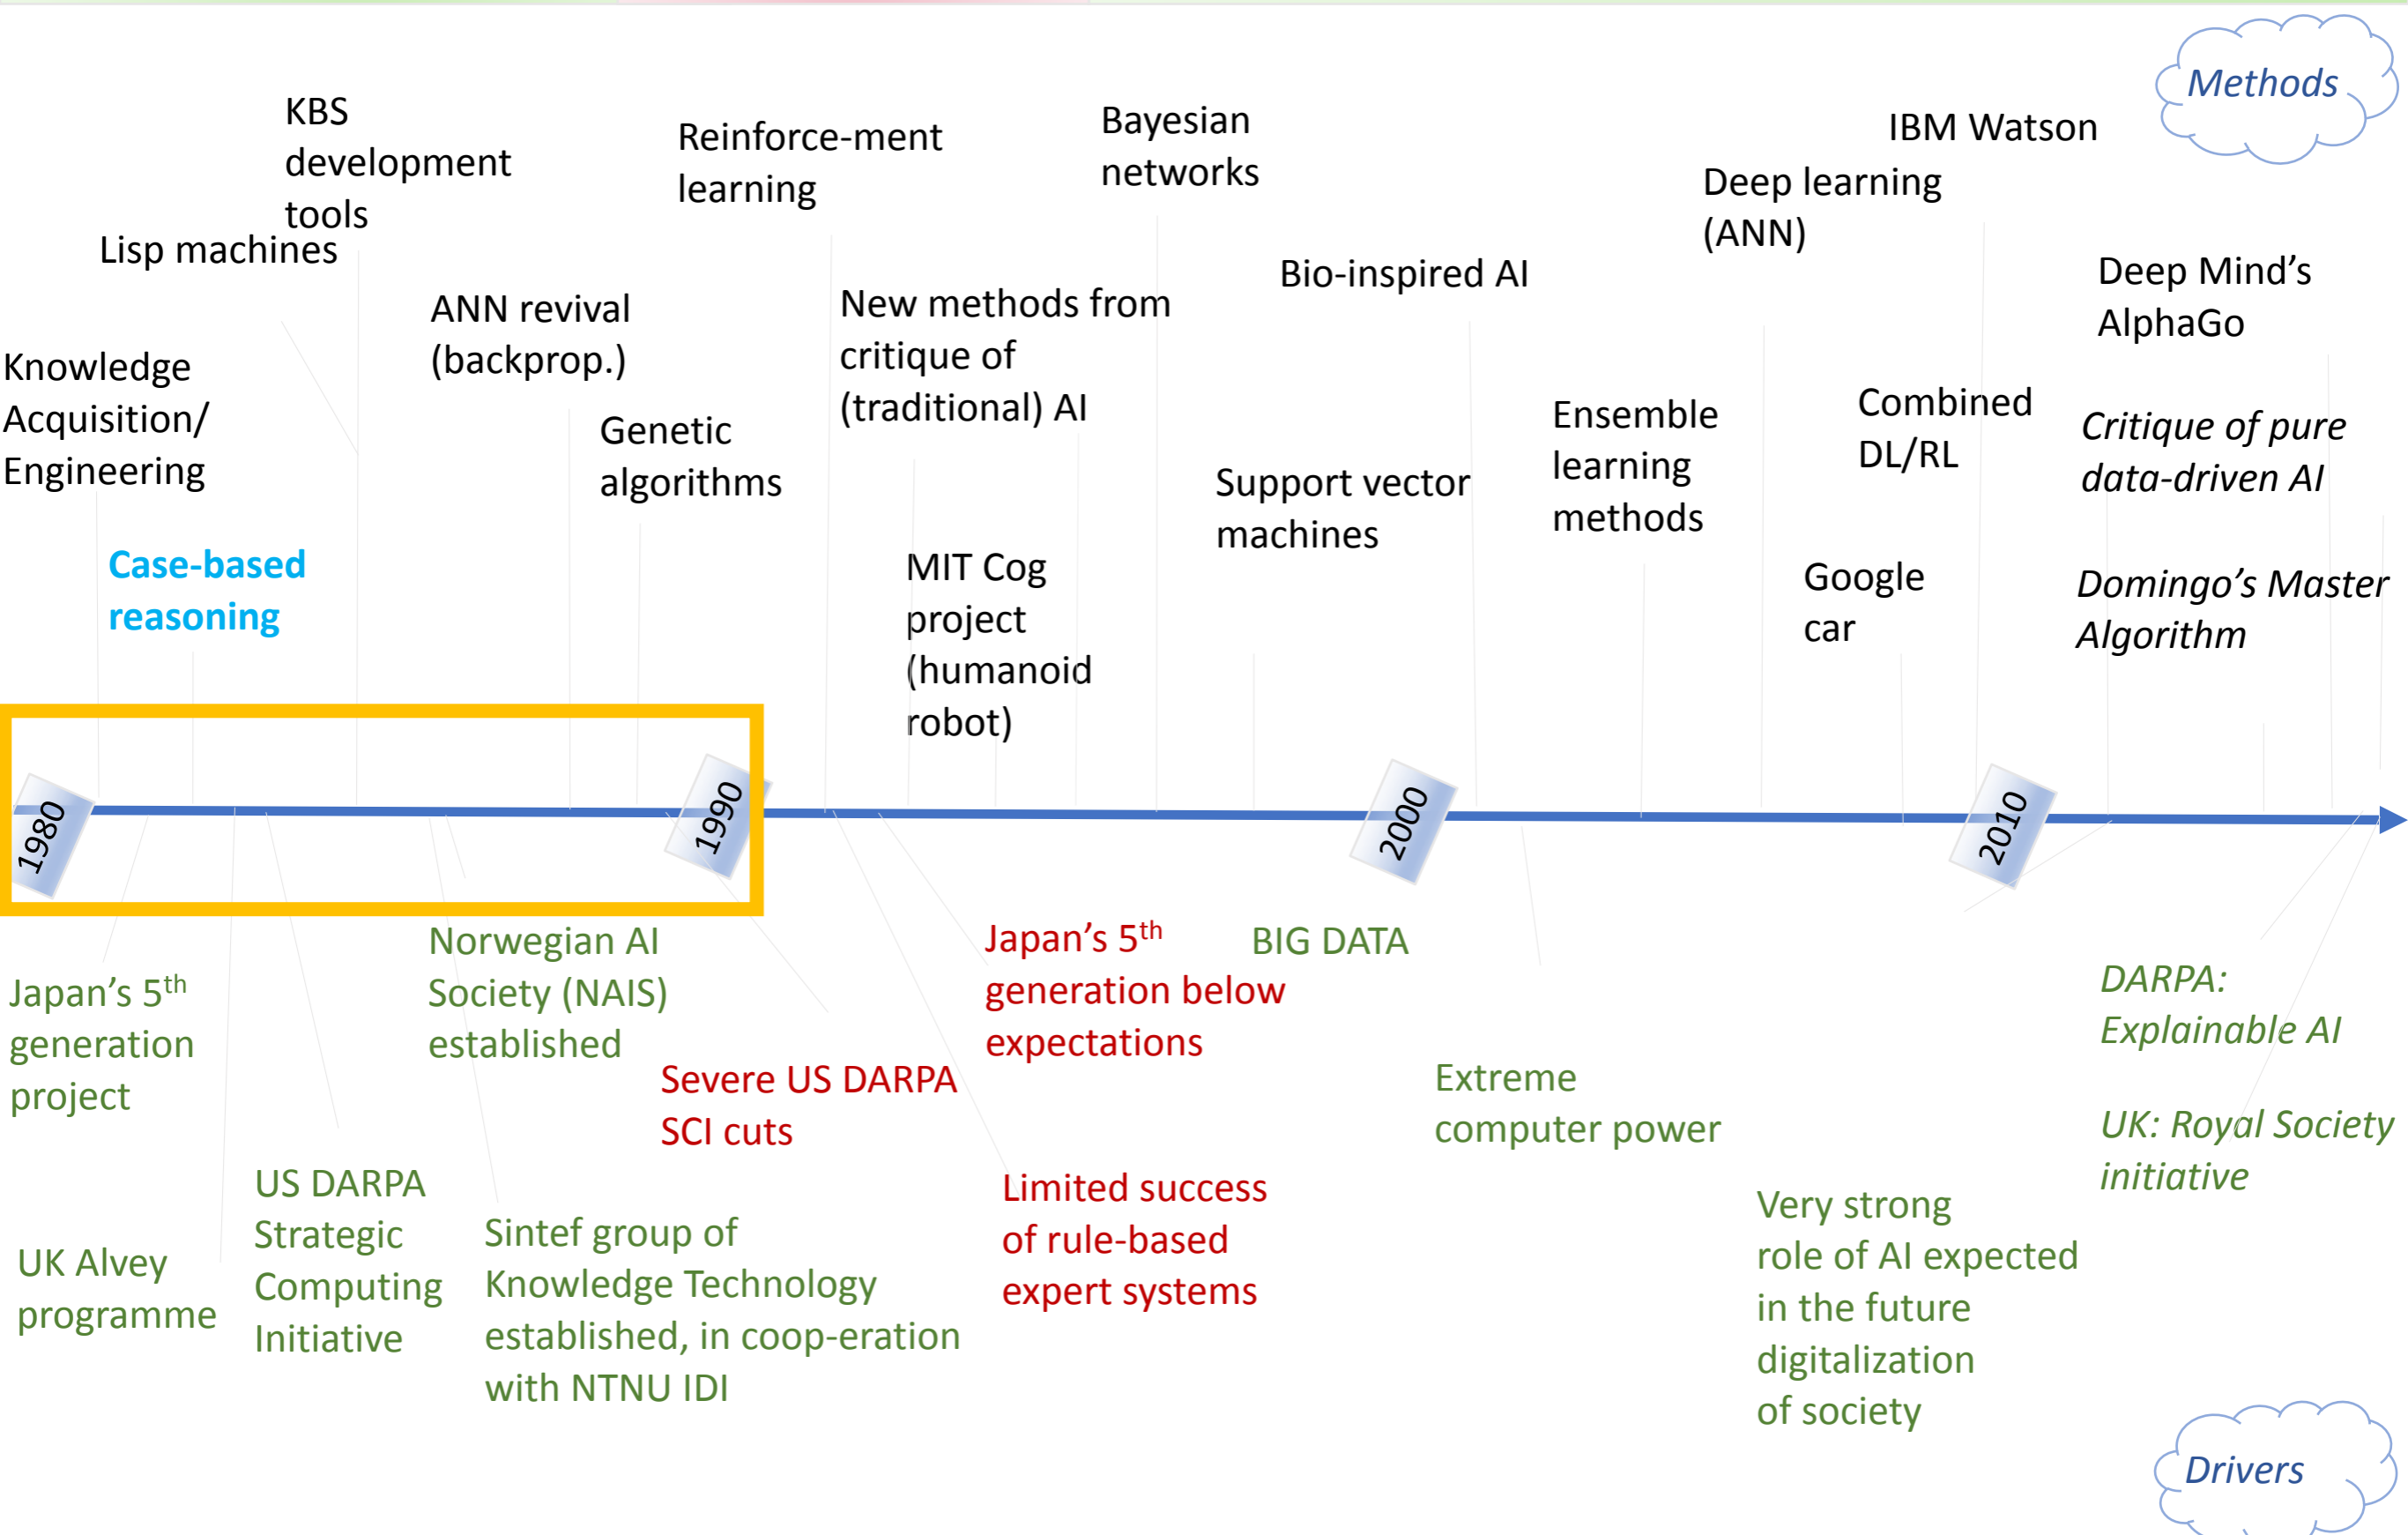 Methods
KBS
development
tools
Lisp machines
Knowledge
Acquisition/
Engineering
Case-based
reasoning
ANN revival
(backprop.)
Genetic
algorithms
Reinforce-ment
learning
New methods from
critique of
(traditional) AI
MIT Cog
project
(humanoid
robot)
Bayesian
networks
Support vector
machines
Bio-inspired AI
Ensemble
learning
methods
Deep learning
(ANN)
IBM Watson
Combined
DL/RL
Google
car
Deep Mind’s
AlphaGo
Critique of pure
data-driven AI
Domingo’s Master
Algorithm
1980
1990
2000
2010
Japan’s 5th
generation
project
UK Alvey
programme
US DARPA
Strategic
Computing
Initiative
Norwegian AI
Society (NAIS)
established
Sintef group of
Knowledge Technology
established, in coop-eration
with NTNU IDI
Severe US DARPA
SCI cuts
Japan’s 5th
generation below
expectations
Limited success
of rule-based
expert systems
BIG DATA
Extreme
computer power
Very strong
role of AI expected
in the future
digitalization
of society
DARPA:
Explainable AI
UK: Royal Society
initiative
Drivers